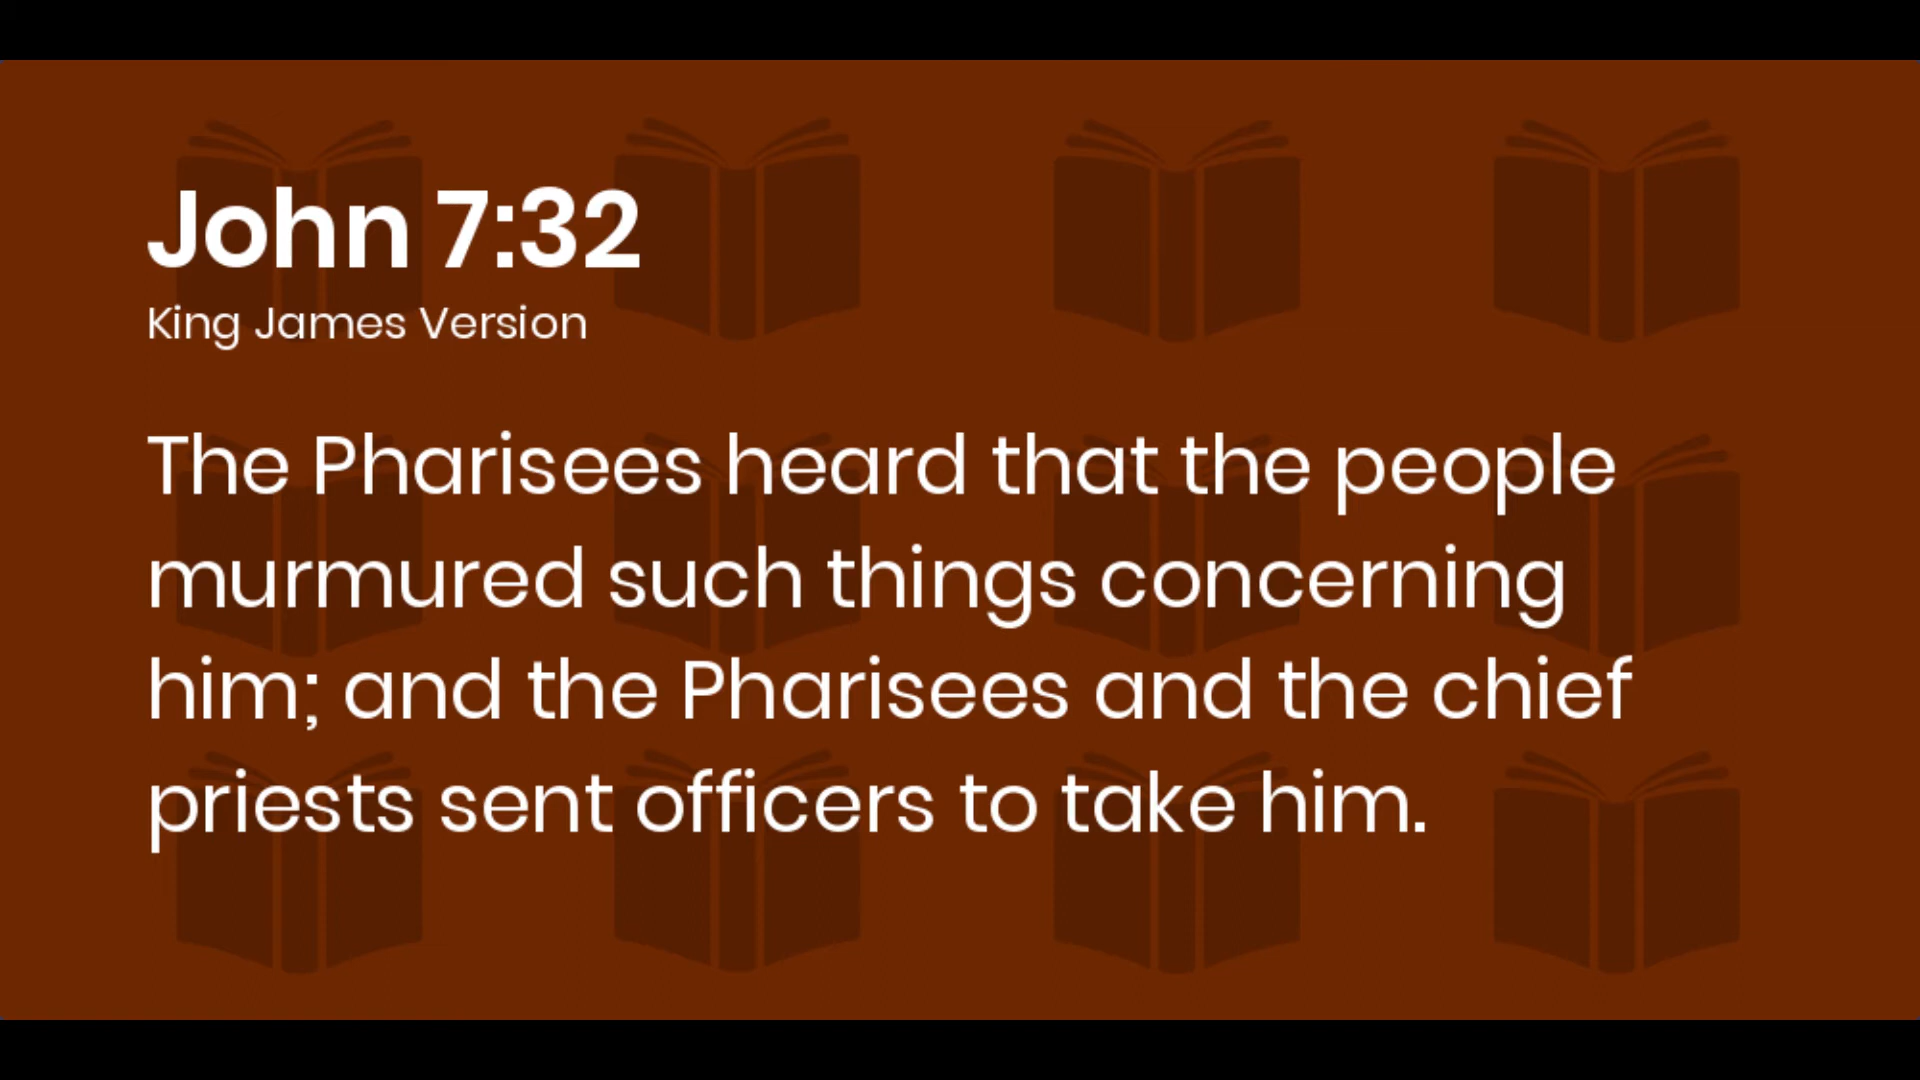 John 7:32
King James Version
The Pharisees heard that the people
murmured such things concerning
him; and the Pharisees and the chief
priests sent officers to take him.